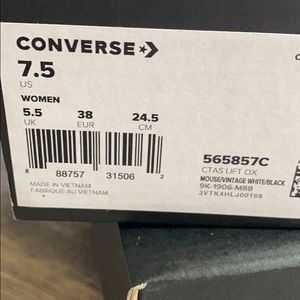 CONVERSE
7.5
US
WOMEN
5.5 38 24.5
UK EUR CM
8 88757 31506 2
MADE IN VIETNAM
FABRIQUE AU VIETNAM
565857C
CTAS LIFT OX
MOUSE/VINTAGE WHITE/BLACK
9K-1906-M88
3VTK4HLJ00168